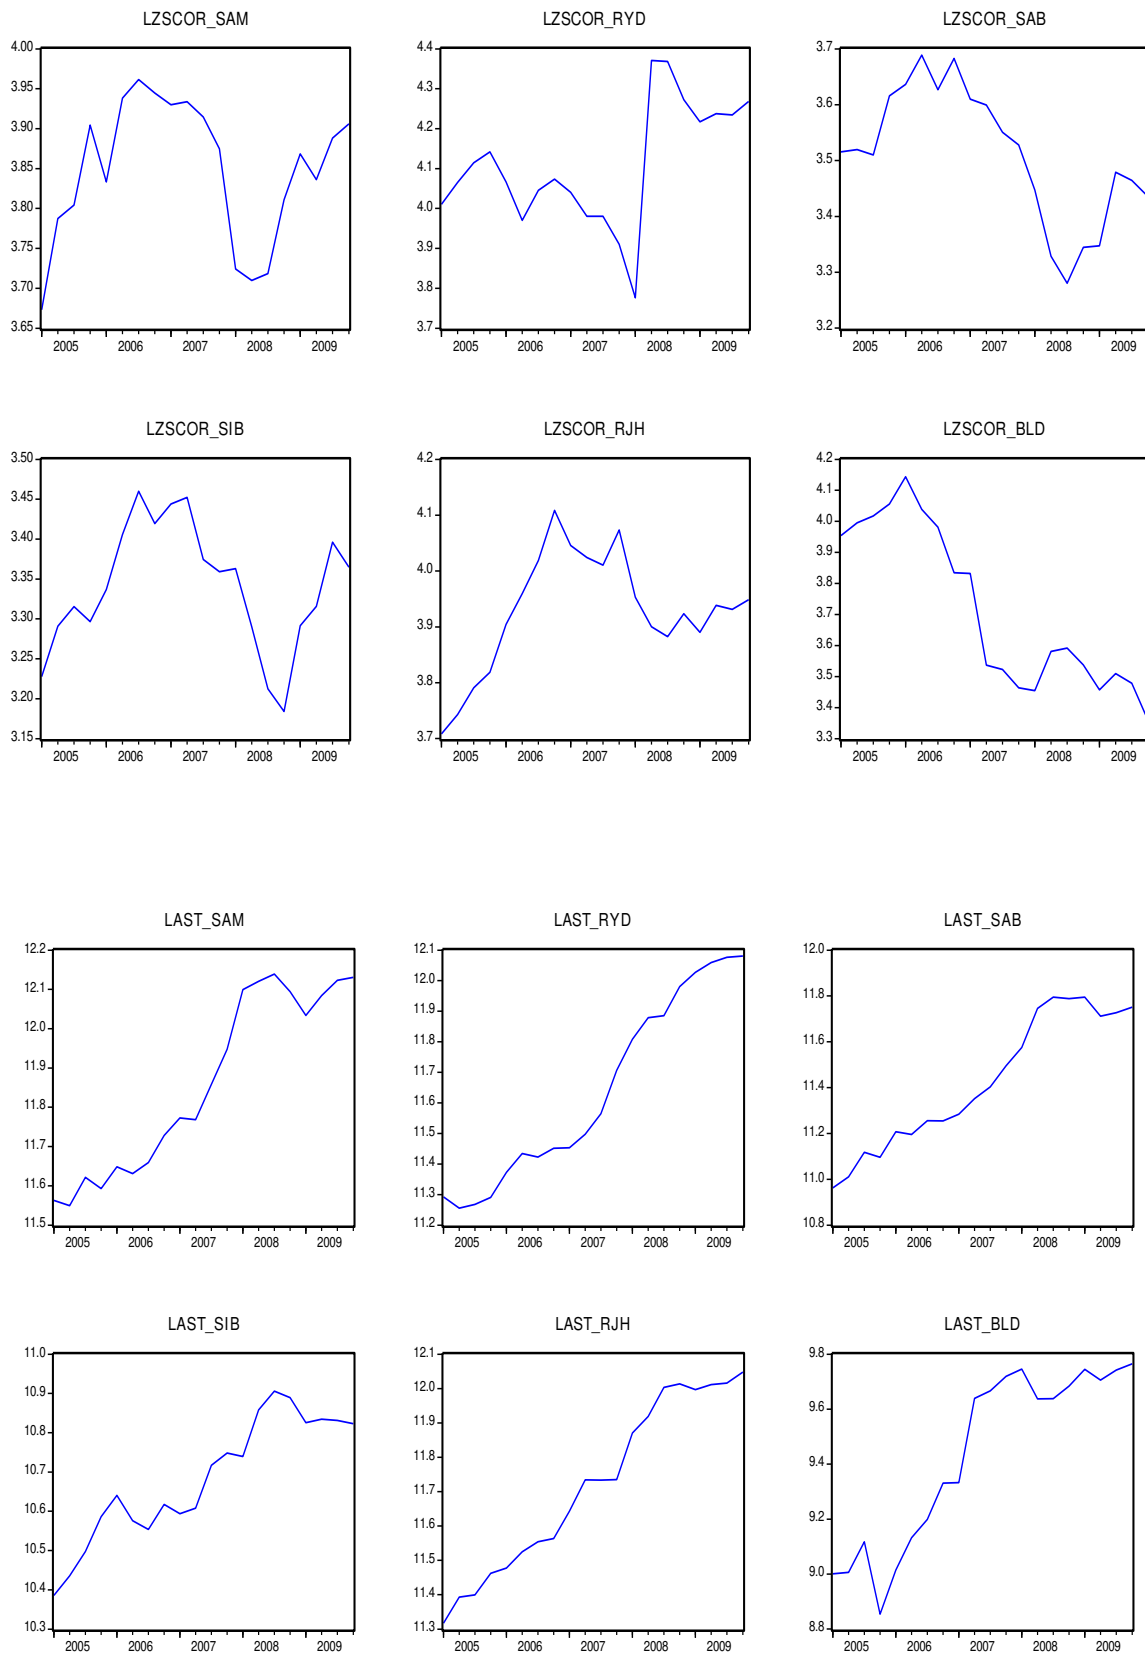 LZSCOR_SAM LZSCOR_RYD LZSCOR_SAB
4.00 4.4 3.7
3.95 4.3 3.6
3.90 4.2 3.5
3.85 4.1 3.4
3.80 4.0 3.3
3.75 3.9 3.2
3.70 3.8
3.65 3.7
2005 2006 2007 2008 2009 2005 2006 2007 2008 2009 2005 2006 2007 2008 2009
LZSCOR_SIB LZSCOR_RJH LZSCOR_BLD
3.50 4.2 4.2
3.45 4.1 4.1
3.40 4.0 4.0
3.35 3.9 3.9
3.30 3.8 3.8
3.25 3.7 3.7
3.20 3.6
3.15 3.5
3.4
3.3
2005 2006 2007 2008 2009 2005 2006 2007 2008 2009 2005 2006 2007 2008 2009
LAST_SAM LAST_RYD LAST_SAB
12.2 12.1 12.0
12.1 12.0 11.8
12.0 11.9 11.6
11.9 11.8 11.4
11.8 11.7 11.2
11.7 11.6 11.0
11.6 11.5 10.8
11.5 11.4
11.3
11.2
2005 2006 2007 2008 2009 2005 2006 2007 2008 2009 2005 2006 2007 2008 2009
LAST_SIB LAST_RJH LAST_BLD
11.0 12.1 9.8
10.9 12.0 9.6
10.8 11.9 9.4
10.7 11.8 9.2
10.6 11.7 9.0
10.5 11.6 8.8
10.4 11.5
10.3 11.4
11.3
2005 2006 2007 2008 2009 2005 2006 2007 2008 2009 2005 2006 2007 2008 2009